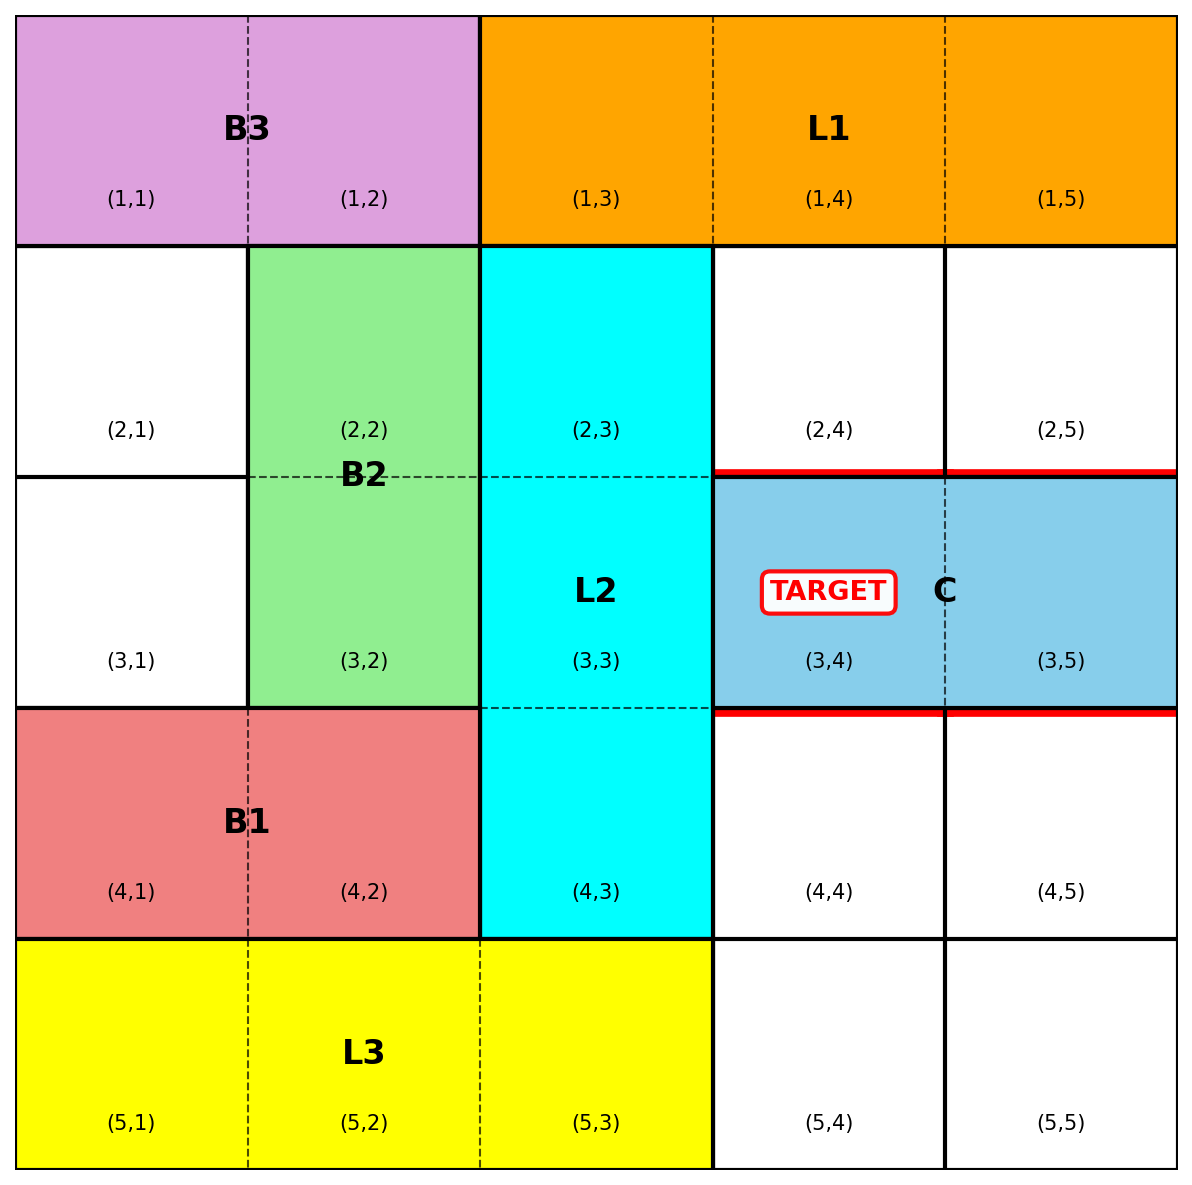 B3 L1
(1,1) (1,2) (1,3) (1,4) (1,5)
(2,1) (2,2) (2,3) (2,4) (2,5)
B2
L2 TARGET C
(3,1) (3,2) (3,3) (3,4) (3,5)
B1
(4,1) (4,2) (4,3) (4,4) (4,5)
L3
(5,1) (5,2) (5,3) (5,4) (5,5)